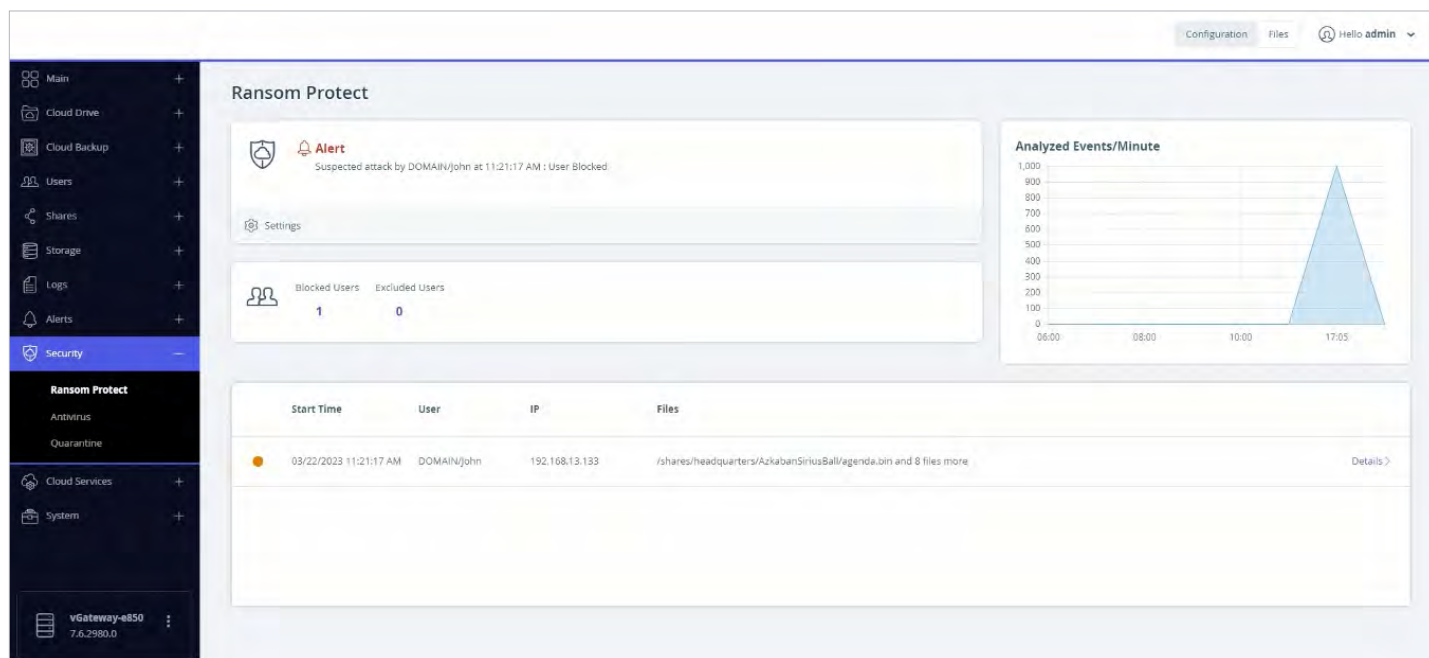 Configuration Files Hello admin
Main
Cloud Drive
Cloud Backup
Users
Shares
Storage
Logs
Alerts
Security
Ransom Protect
Antivirus
Quarantine
Cloud Services
System
vGateway-e850
7.6.2980.0
Ransom Protect
Alert
Suspected attack by DOMAIN/John at 11:21:17 AM : User Blocked
Settings
Blocked Users Excluded Users
1 0
Analyzed Events/Minute
1,000
900
800
700
600
500
400
300
200
100
0
06:00 08:00 10:00 17:05
Start Time User IP Files
03/22/2023 11:21:17 AM DOMAIN/John 192.168.13.133 /shares/headquarters/AzkabanSiriusBall/agenda.bin and 8 files more Details >